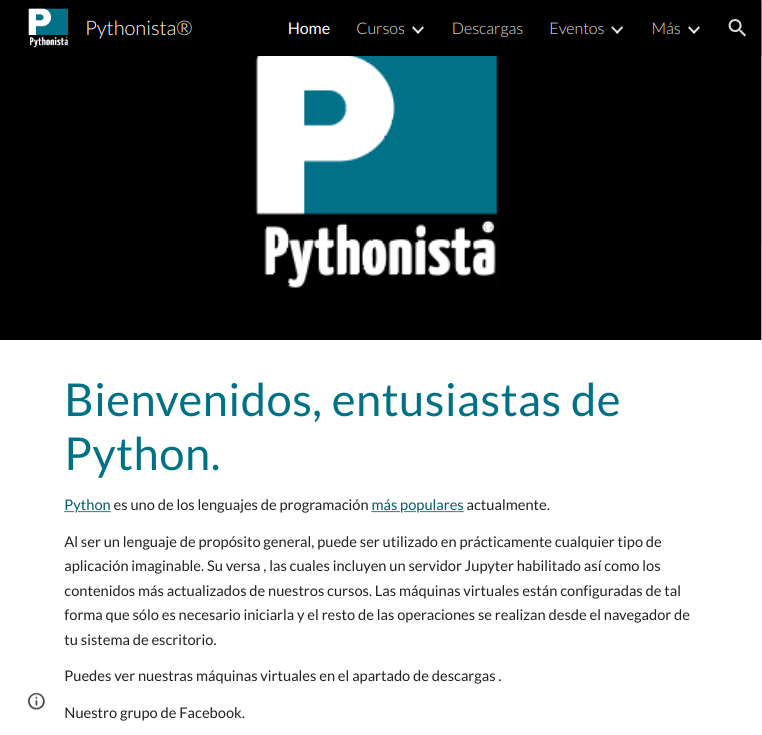 Pythonista
Pythonista®
Home
Cursos
Descargas
Eventos
Más
Pythonista®
Bienvenidos, entusiastas de
Python.
Python es uno de los lenguajes de programación más populares actualmente.
Al ser un lenguaje de propósito general, puede ser utilizado en prácticamente cualquier tipo de
aplicación imaginable. Su versa , las cuales incluyen un servidor Jupyter habilitado así como los
contenidos más actualizados de nuestros cursos. Las máquinas virtuales están configuradas de tal
forma que sólo es necesario iniciarla y el resto de las operaciones se realizan desde el navegador de
tu sistema de escritorio.
Puedes ver nuestras máquinas virtuales en el apartado de descargas .
Nuestro grupo de Facebook.